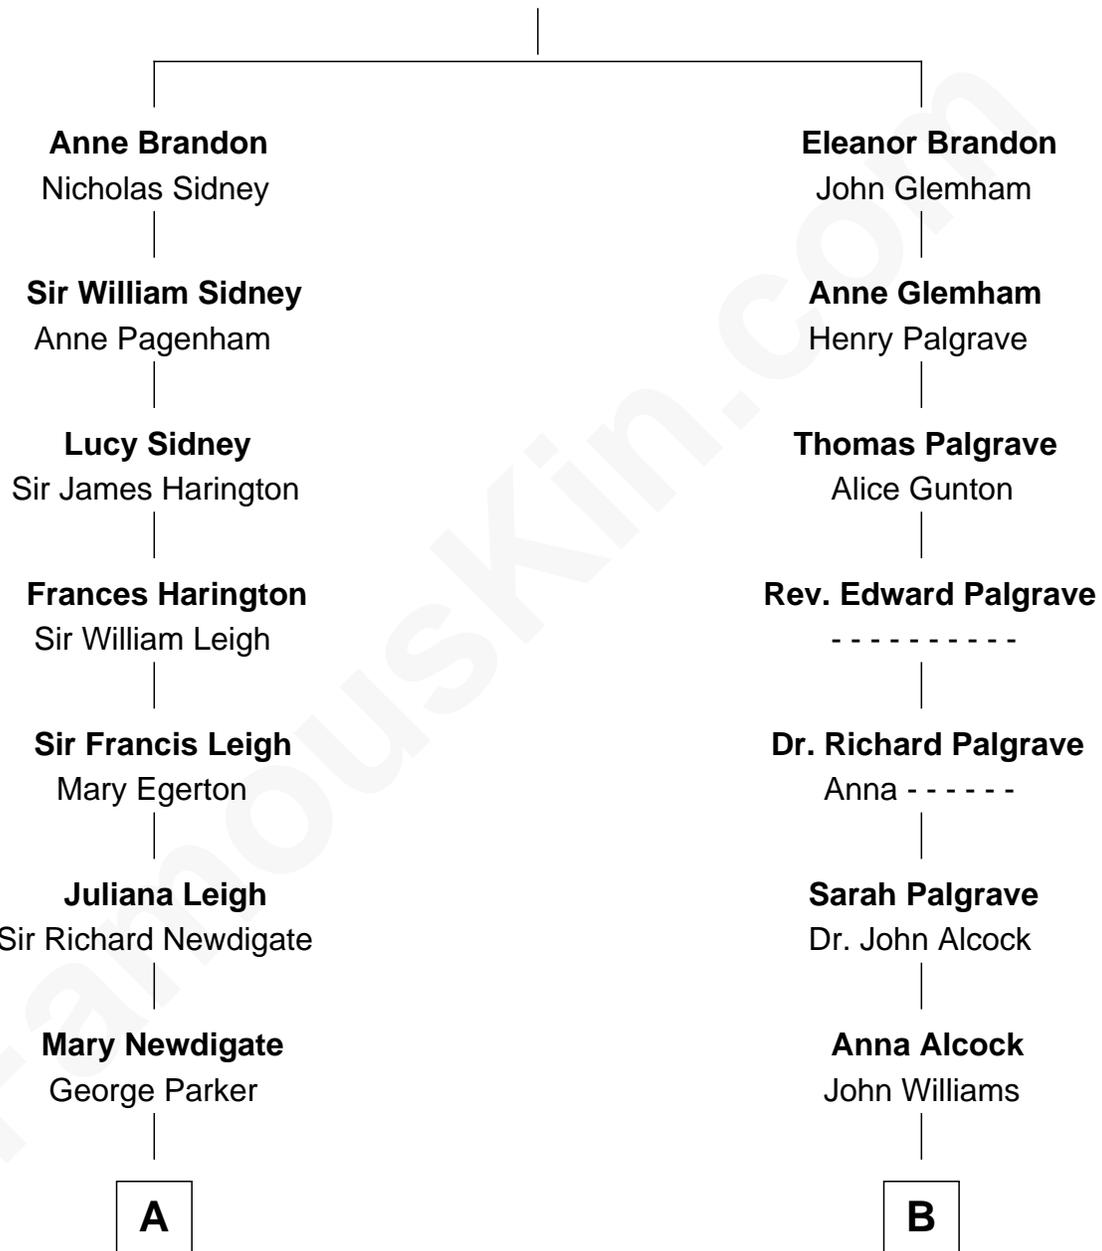 Anne Brandon
Nicholas Sidney
Eleanor Brandon
John Glemham
Sir William Sidney
Anne Pagenham
Anne Glemham
Henry Palgrave
Lucy Sidney
Sir James Harington
Thomas Palgrave
Alice Gunton
Frances Harington
Sir William Leigh
Rev. Edward Palgrave
- - - - - - - - - -
Sir Francis Leigh
Mary Egerton
Dr. Richard Palgrave
Anna - - - - - -
Juliana Leigh
Sir Richard Newdigate
Sarah Palgrave
Dr. John Alcock
Mary Newdigate
George Parker
Anna Alcock
John Williams
A
B
FamousKin.com